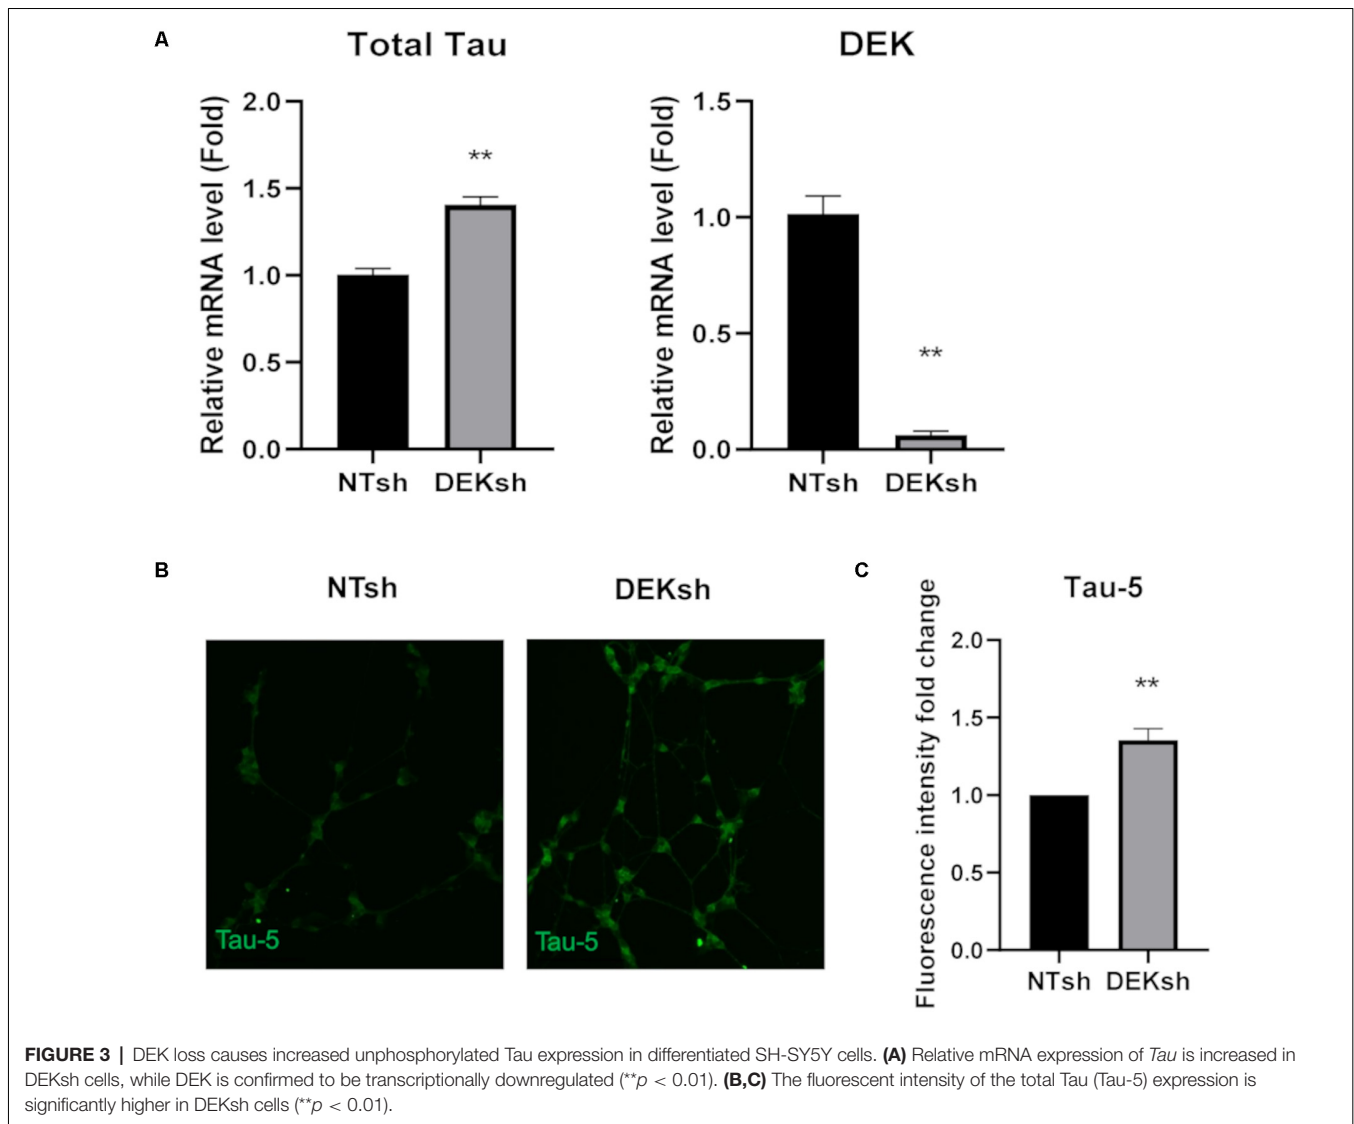 A
Total Tau
DEK
Relative mRNA level (Fold)
2.0
1.5
1.0
0.5
0.0
**
NTsh DEKsh
Relative mRNA level (Fold)
1.5
1.0
0.5
0.0
**
NTsh DEKsh
B
NTsh
DEKsh
Tau-5
Tau-5
C
Tau-5
Fluorescence intensity fold change
2.0
1.5
1.0
0.5
0.0
**
NTsh DEKsh
FIGURE 3 | DEK loss causes increased unphosphorylated Tau expression in differentiated SH-SY5Y cells. (A) Relative mRNA expression of Tau is increased in
DEKsh cells, while DEK is confirmed to be transcriptionally downregulated (**p < 0.01). (B,C) The fluorescent intensity of the total Tau (Tau-5) expression is
significantly higher in DEKsh cells (**p < 0.01).